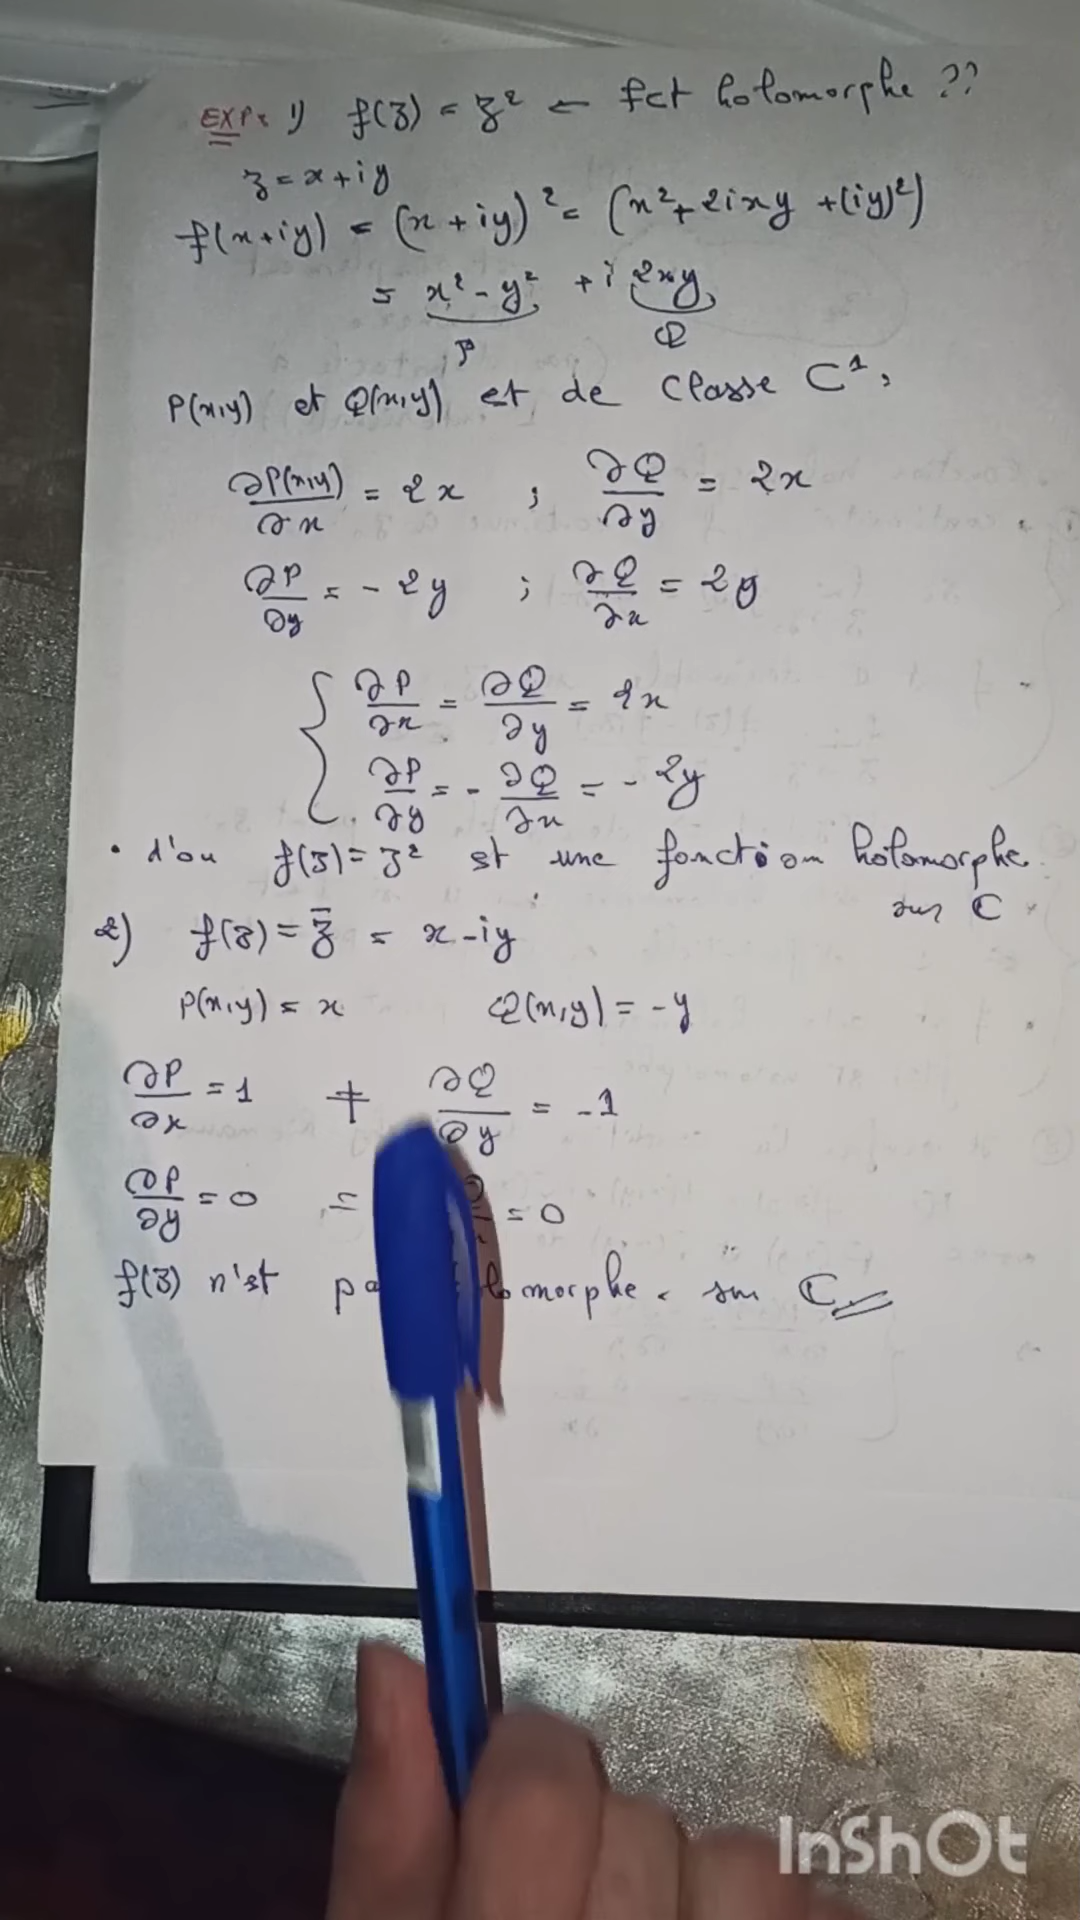 EXP: 1) f(z) = z² ← fct holomorphe ??
z = x + iy
f(x+iy) = (x + iy)² = (x² + 2ixy + (iy)²)
= x² - y² + i 2xy
P Q
P(x,y) et Q(x,y) et de classe C¹,
∂P(x,y)/∂x = 2x ; ∂Q/∂y = 2x
∂P/∂y = - 2y ; ∂Q/∂x = 2y
{ ∂P/∂x = ∂Q/∂y = 2x
∂P/∂y = - ∂Q/∂x = - 2y
• d'ou f(z) = z² st une fonction holomorphe
sur C
2) f(z) = z̄ = x - iy
P(x,y) = x Q(x,y) = -y
∂P/∂x = 1 ≠ ∂Q/∂y = -1
∂P/∂y = 0 = = 0
f(z) n'st sur C
InShOt